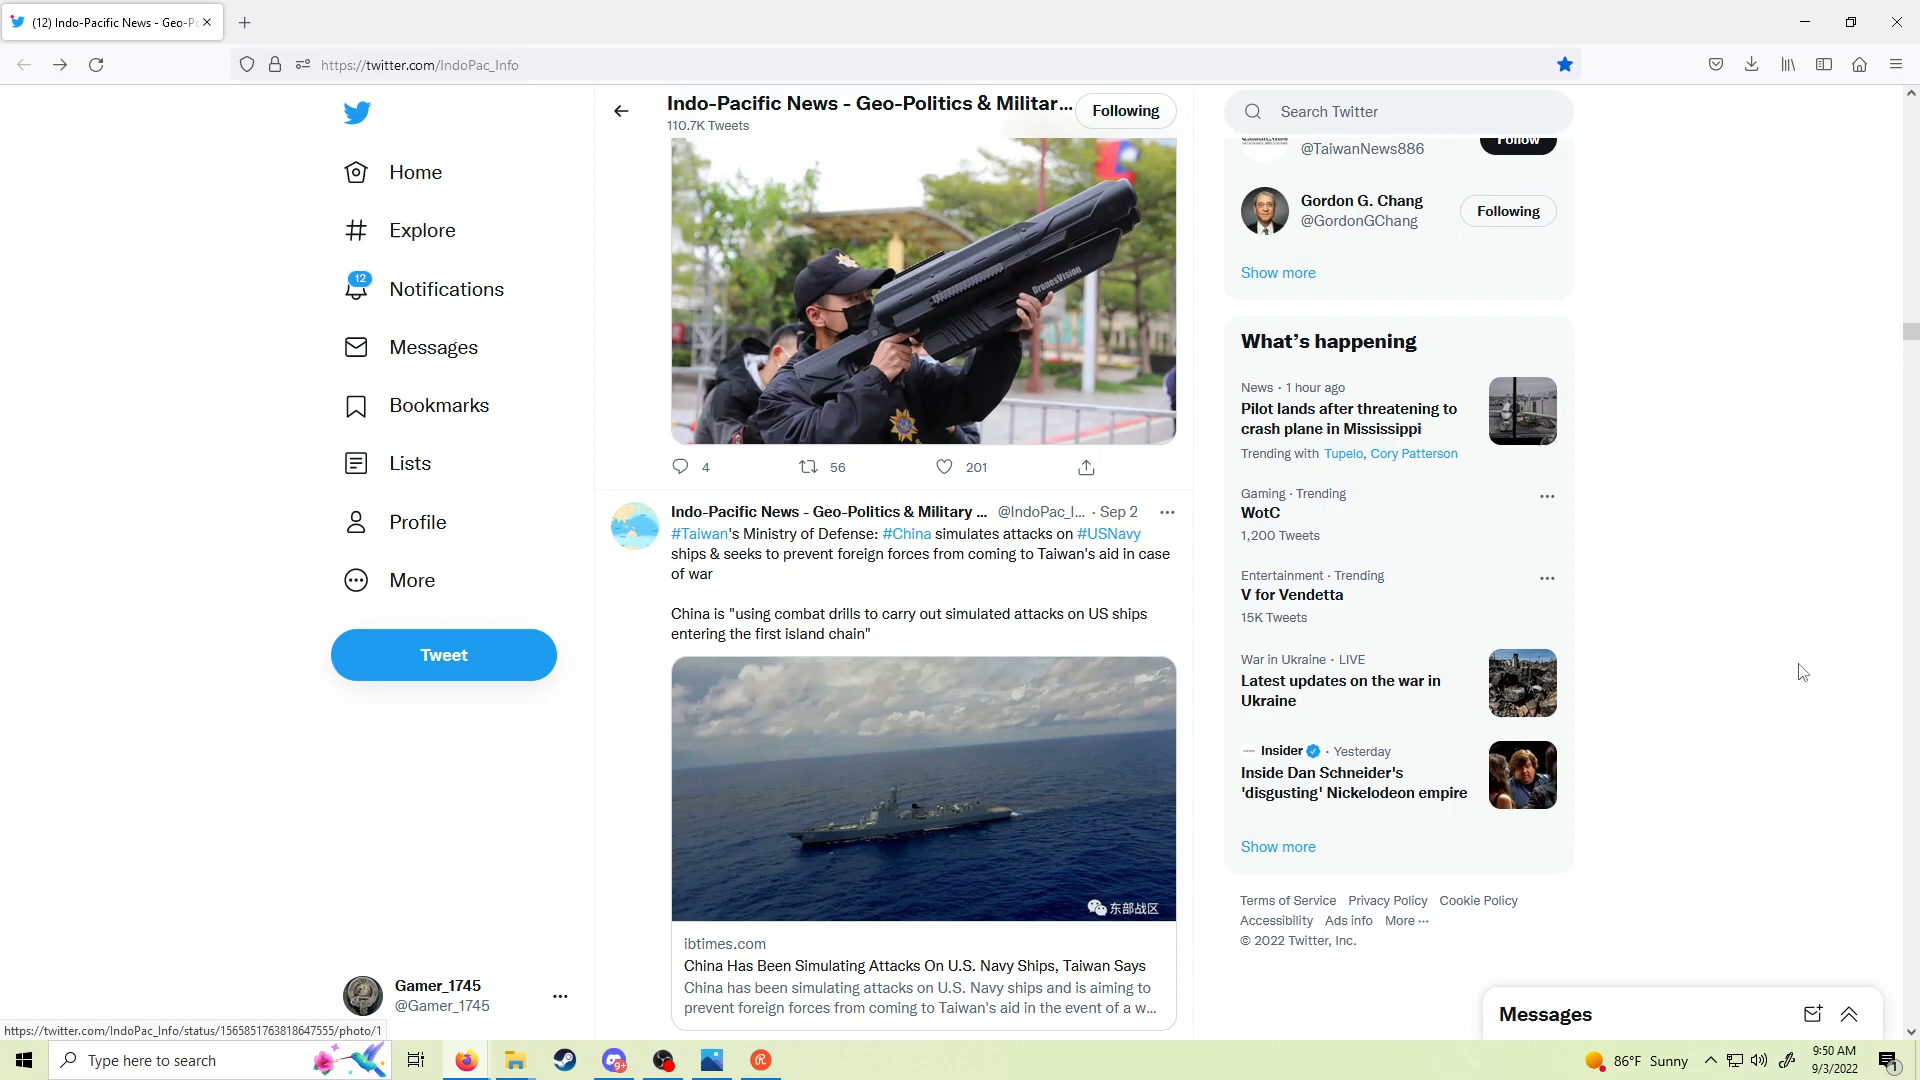 (12) Indo-Pacific News - Geo-Po
https://twitter.com/IndoPac_Info
Home
Explore
12
Notifications
Messages
Bookmarks
Lists
Profile
More
Tweet
Gamer_1745
@Gamer_1745
https://twitter.com/IndoPac_Info/status/1565851763818647555/photo/1
Indo-Pacific News - Geo-Politics & Militar...
110.7K Tweets
Following
DronesVision
4
56
201
Indo-Pacific News - Geo-Politics & Military ... @IndoPac_I... · Sep 2
#Taiwan's Ministry of Defense: #China simulates attacks on #USNavy
ships & seeks to prevent foreign forces from coming to Taiwan's aid in case
of war
China is "using combat drills to carry out simulated attacks on US ships
entering the first island chain"
东部战区
ibtimes.com
China Has Been Simulating Attacks On U.S. Navy Ships, Taiwan Says
China has been simulating attacks on U.S. Navy ships and is aiming to
prevent foreign forces from coming to Taiwan's aid in the event of a w...
Search Twitter
@TaiwanNews886
Follow
Gordon G. Chang
@GordonGChang
Following
Show more
What's happening
News · 1 hour ago
Pilot lands after threatening to
crash plane in Mississippi
Trending with Tupelo, Cory Patterson
Gaming · Trending
WotC
1,200 Tweets
Entertainment · Trending
V for Vendetta
15K Tweets
War in Ukraine · LIVE
Latest updates on the war in
Ukraine
Insider · Yesterday
Inside Dan Schneider's
'disgusting' Nickelodeon empire
Show more
Terms of Service Privacy Policy Cookie Policy
Accessibility Ads info More ···
© 2022 Twitter, Inc.
Messages
Type here to search
9+
86°F Sunny
9:50 AM
9/3/2022
1